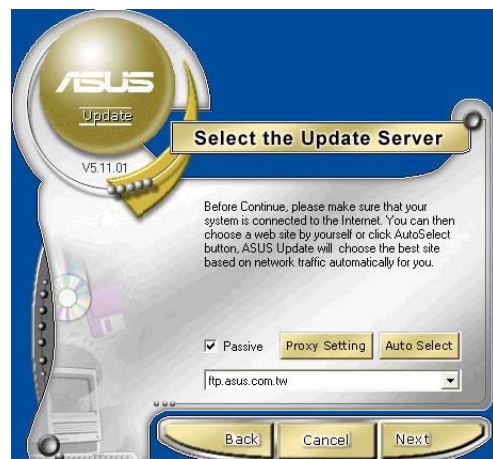 ASUS
Update
V5.11.01
Select the Update Server
Before Continue, please make sure that your
system is connected to the Internet. You can then
choose a web site by yourself or click AutoSelect
button, ASUS Update will choose the best site
based on network traffic automatically for you.
Passive
Proxy Setting
Auto Select
ftp.asus.com.tw
Back
Cancel
Next